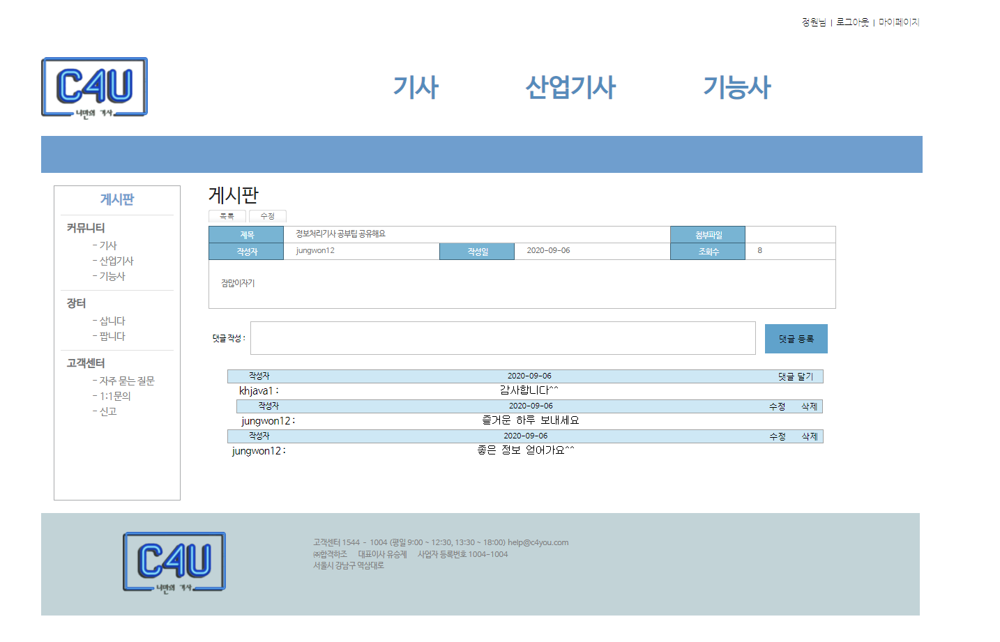 정원님 | 로그아웃 | 마이페이지
C4U
너만의 기사
기사 산업기사 기능사
게시판
커뮤니티
- 기사
- 산업기사
- 기능사
장터
- 삽니다
- 팝니다
고객센터
- 자주 묻는 질문
- 1:1문의
- 신고
게시판
목록 수정
제목 정보처리기사 공부팁 공유해요 첨부파일
작성자 jungwon12 작성일 2020-09-06 조회수 8
잠많이자기
댓글 작성 : 댓글 등록
작성자 2020-09-06 댓글 달기
khjava1 : 감사합니다^^
작성자 2020-09-06 수정 삭제
jungwon12 : 즐거운 하루 보내세요
작성자 2020-09-06 수정 삭제
jungwon12 : 좋은 정보 얻어가요^^
C4U
너만의 기사
고객센터 1544 - 1004 (평일 9:00 ~ 12:30, 13:30 ~ 18:00) help@c4you.com
㈜합격하조 대표이사 유승제 사업자 등록번호 1004-1004
서울시 강남구 역삼대로